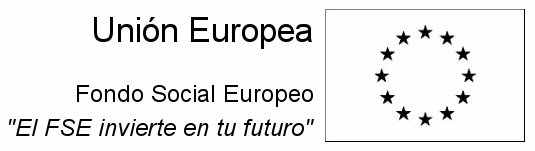 Unión Europea
Fondo Social Europeo
"El FSE invierte en tu futuro"